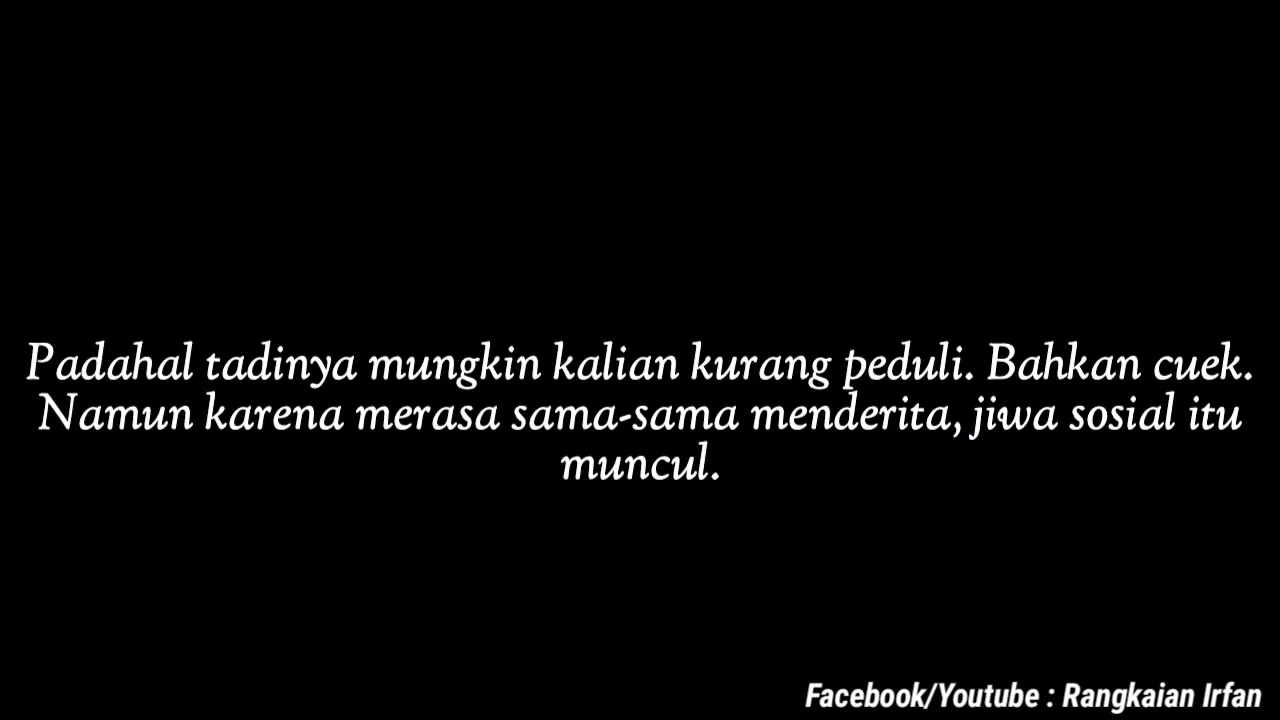 Padahal tadinya mungkin kalian kurang peduli. Bahkan cuek.
Namun karena merasa sama-sama menderita, jiwa sosial itu
muncul.
Facebook/Youtube : Rangkaian Irfan